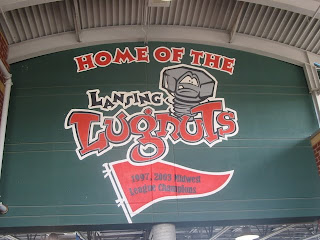 HOME OF THE
LANSING
Lugnuts
1997, 2003 Midwest
League Champions